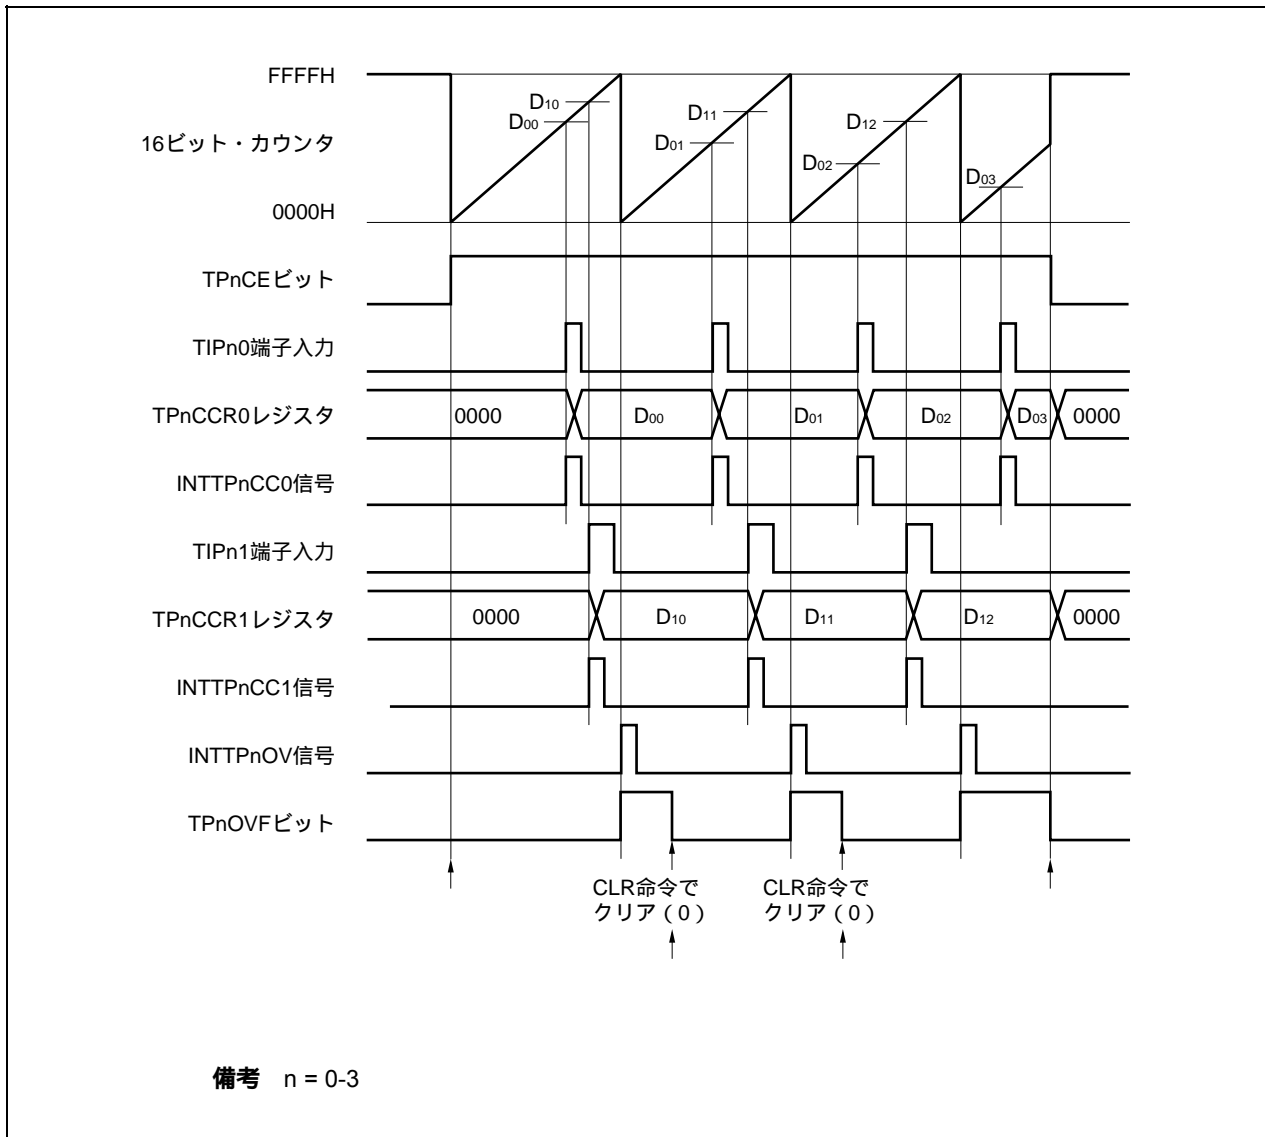 FFFFH
D10
D00
D11
D01
D12
D02
D03
16ビット・カウンタ
0000H
TPnCEビット
TIPn0端子入力
TPnCCR0レジスタ
0000
D00
D01
D02
D03
0000
INTTPnCC0信号
TIPn1端子入力
TPnCCR1レジスタ
0000
D10
D11
D12
0000
INTTPnCC1信号
INTTPnOV信号
TPnOVFビット
CLR命令で
クリア(0)
CLR命令で
クリア(0)
備考 n = 0-3